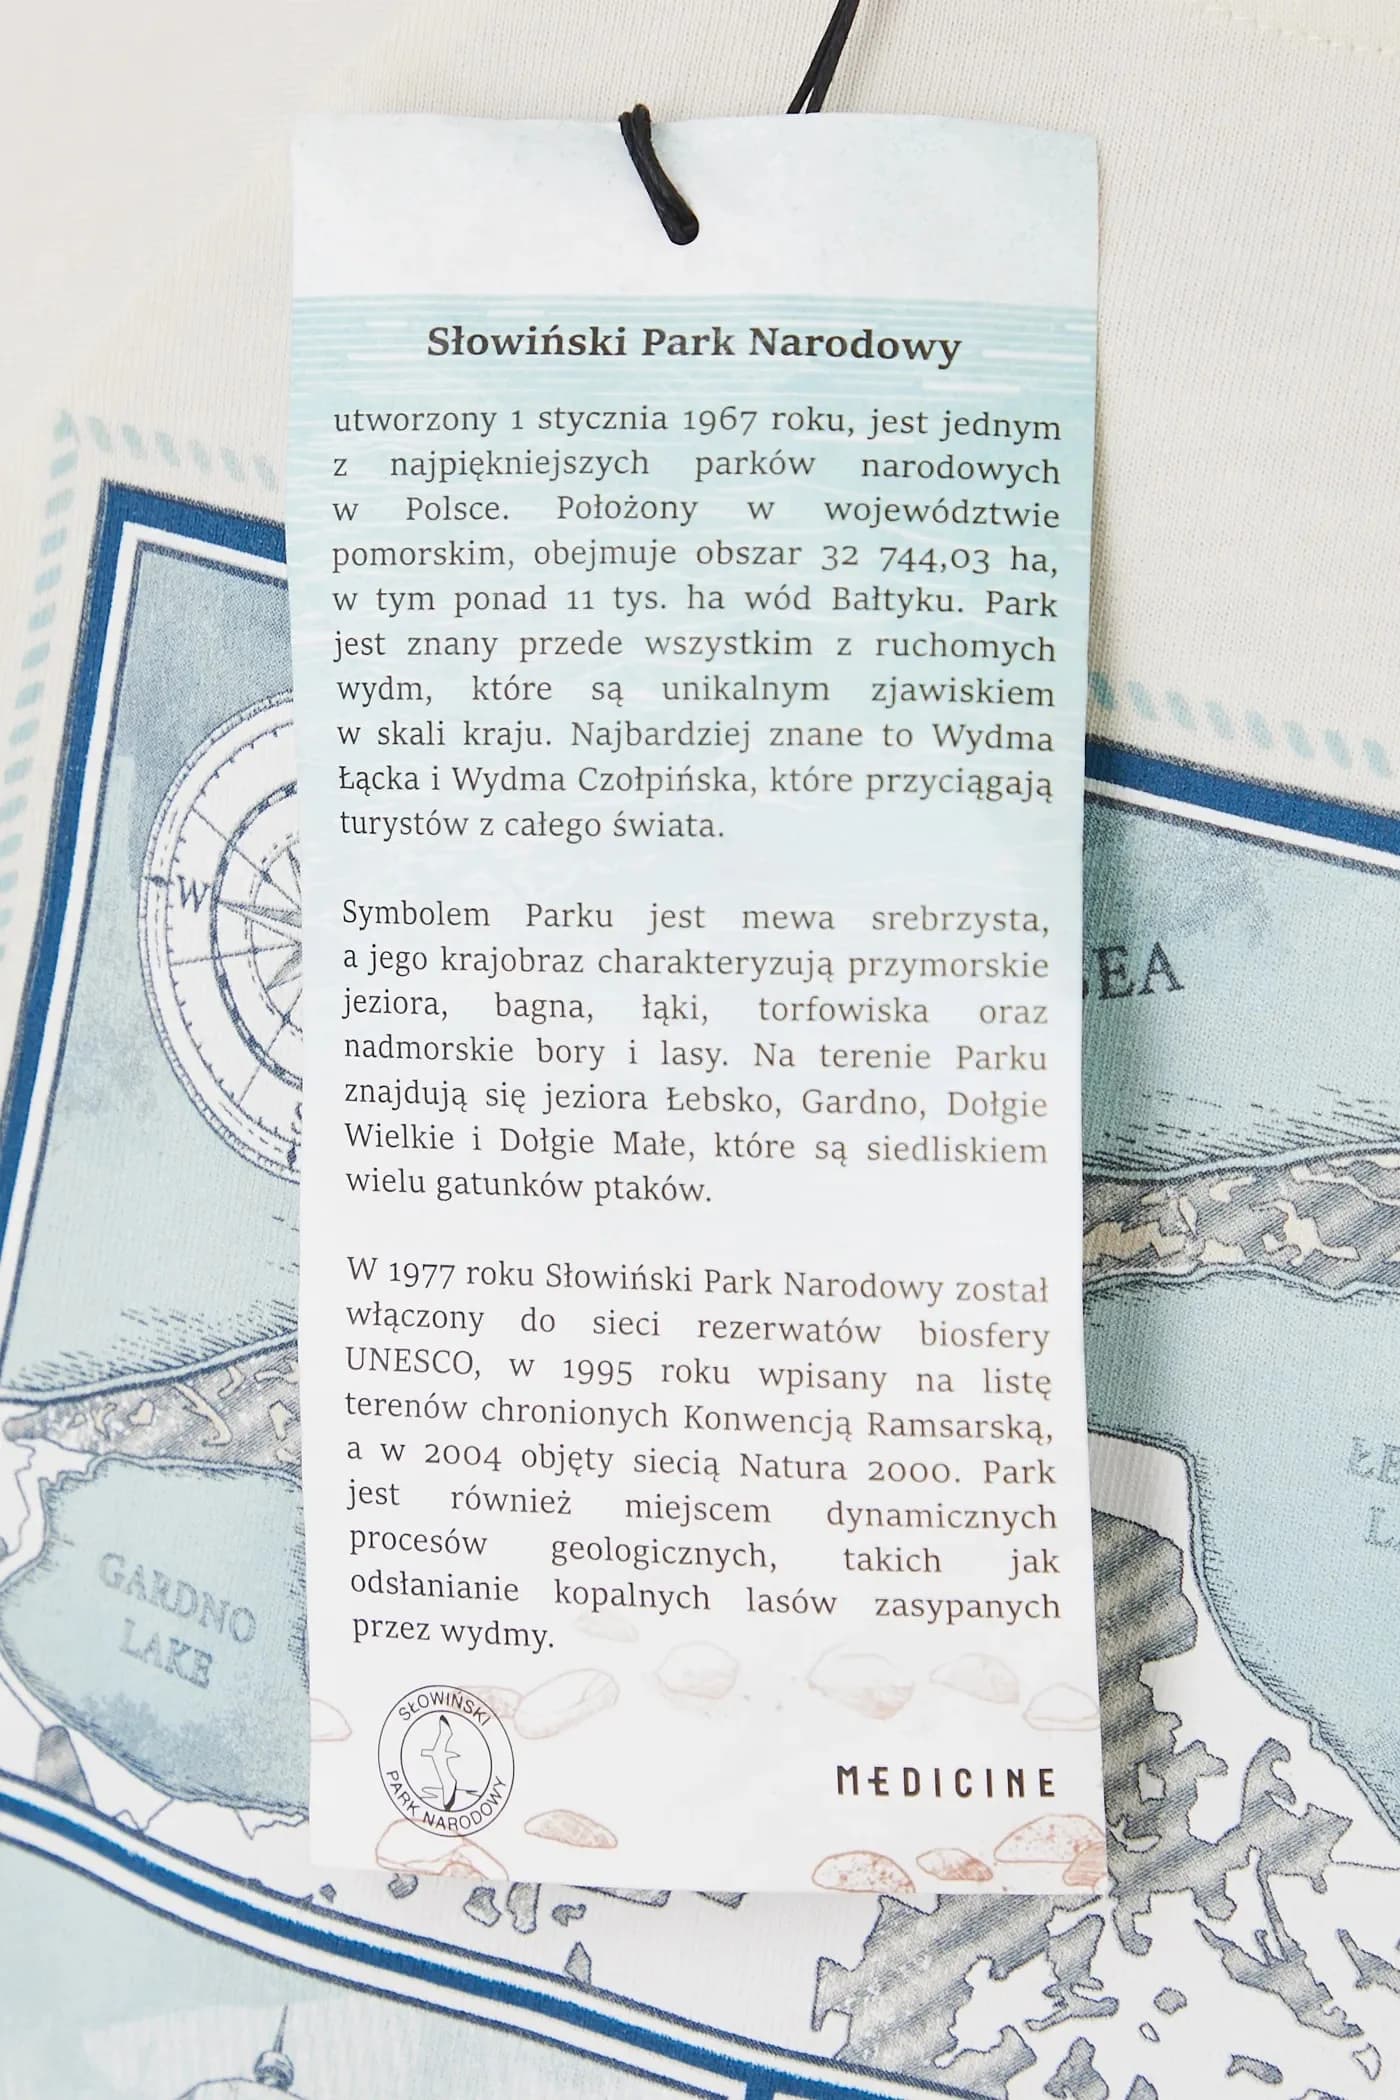 Słowiński Park Narodowy
utworzony 1 stycznia 1967 roku, jest jednym
z najpiękniejszych parków narodowych
w Polsce. Położony w województwie
pomorskim, obejmuje obszar 32 744,03 ha,
w tym ponad 11 tys. ha wód Bałtyku. Park
jest znany przede wszystkim z ruchomych
wydm, które są unikalnym zjawiskiem
w skali kraju. Najbardziej znane to Wydma
Łącka i Wydma Czołpińska, które przyciągają
turystów z całego świata.
Symbolem Parku jest mewa srebrzysta,
a jego krajobraz charakteryzują przymorskie
jeziora, bagna, łąki, torfowiska oraz
nadmorskie bory i lasy. Na terenie Parku
znajdują się jeziora Łebsko, Gardno, Dołgie
Wielkie i Dołgie Małe, które są siedliskiem
wielu gatunków ptaków.
W 1977 roku Słowiński Park Narodowy został
włączony do sieci rezerwatów biosfery
UNESCO, w 1995 roku wpisany na listę
terenów chronionych Konwencją Ramsarską,
a w 2004 objęty siecią Natura 2000. Park
jest również miejscem dynamicznych
procesów geologicznych, takich jak
odsłanianie kopalnych lasów zasypanych
przez wydmy.
SŁOWIŃSKI
PARK NARODOWY
MEDICINE
W
EA
GARDNO
LAKE